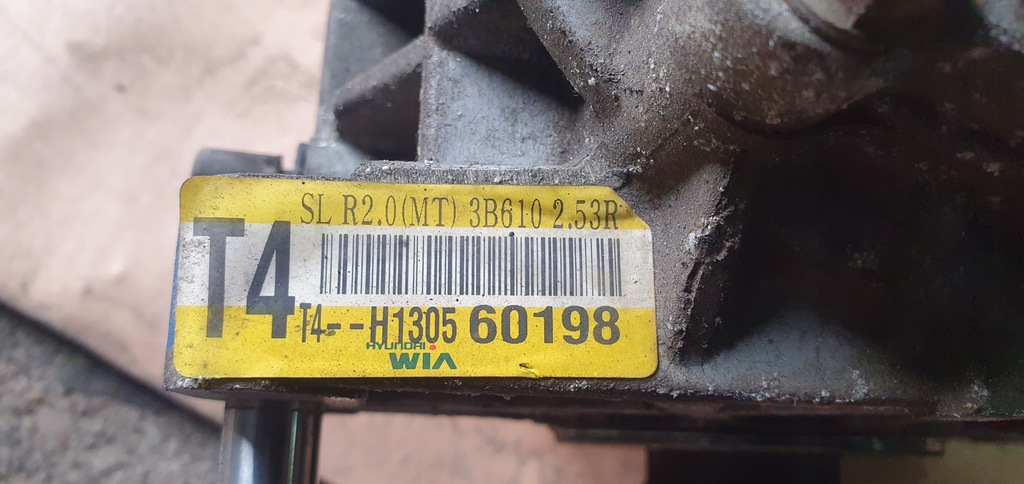 SL R2.0(MT) 3B610 2.53R
T4
T4--H1305 60198
HYUNDAI
WIA